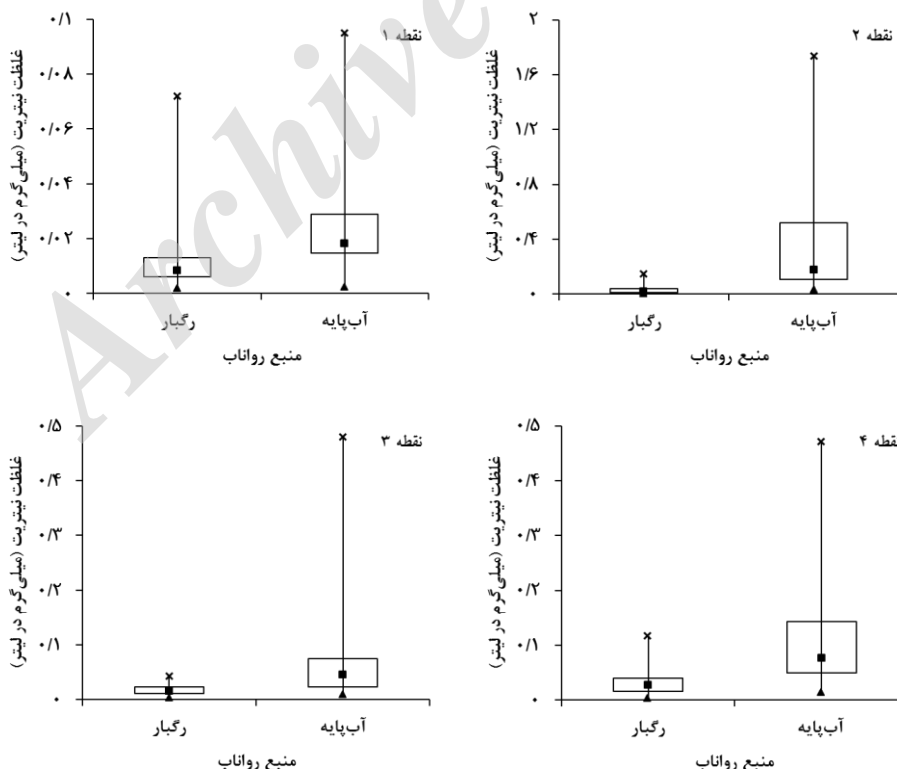 نقطه ۱
غلظت نیتریت (میلی‌گرم در لیتر)
۰/۱
۰/۰۸
۰/۰۶
۰/۰۴
۰/۰۲
۰
رگبار
آب‌پایه
منبع رواناب
نقطه ۲
غلظت نیتریت (میلی‌گرم در لیتر)
۲
۱/۶
۱/۲
۰/۸
۰/۴
۰
رگبار
آب‌پایه
منبع رواناب
نقطه ۳
غلظت نیتریت (میلی‌گرم در لیتر)
۰/۵
۰/۴
۰/۳
۰/۲
۰/۱
۰
رگبار
آب‌پایه
منبع رواناب
نقطه ۴
غلظت نیتریت (میلی‌گرم در لیتر)
۰/۵
۰/۴
۰/۳
۰/۲
۰/۱
۰
رگبار
آب‌پایه
منبع رواناب
Archive